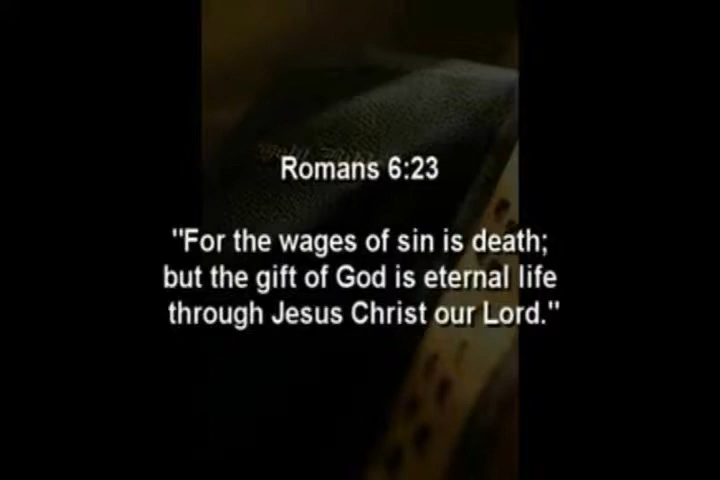 Romans 6:23
"For the wages of sin is death;
but the gift of God is eternal life
through Jesus Christ our Lord."